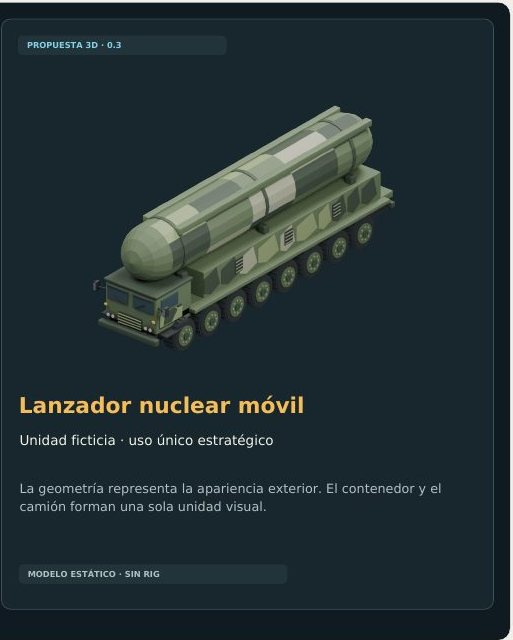 PROPUESTA 3D · 0.3
Lanzador nuclear móvil
Unidad ficticia · uso único estratégico
La geometría representa la apariencia exterior. El contenedor y el
camión forman una sola unidad visual.
MODELO ESTÁTICO · SIN RIG